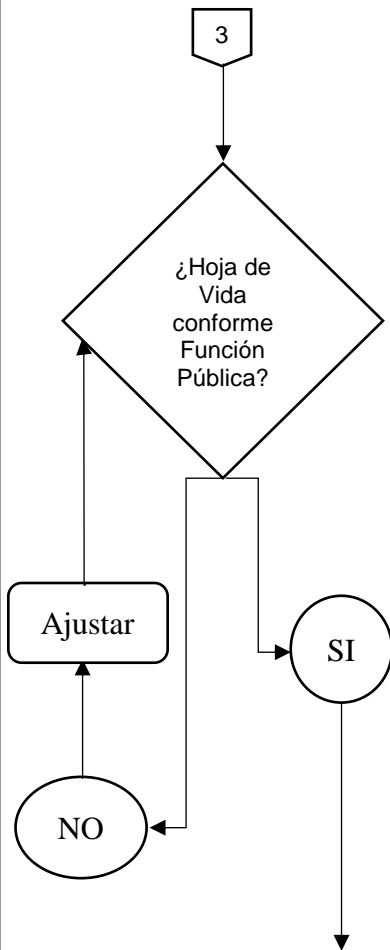 3
¿Hoja de
Vida
conforme
Función
Pública?
Ajustar
SI
NO